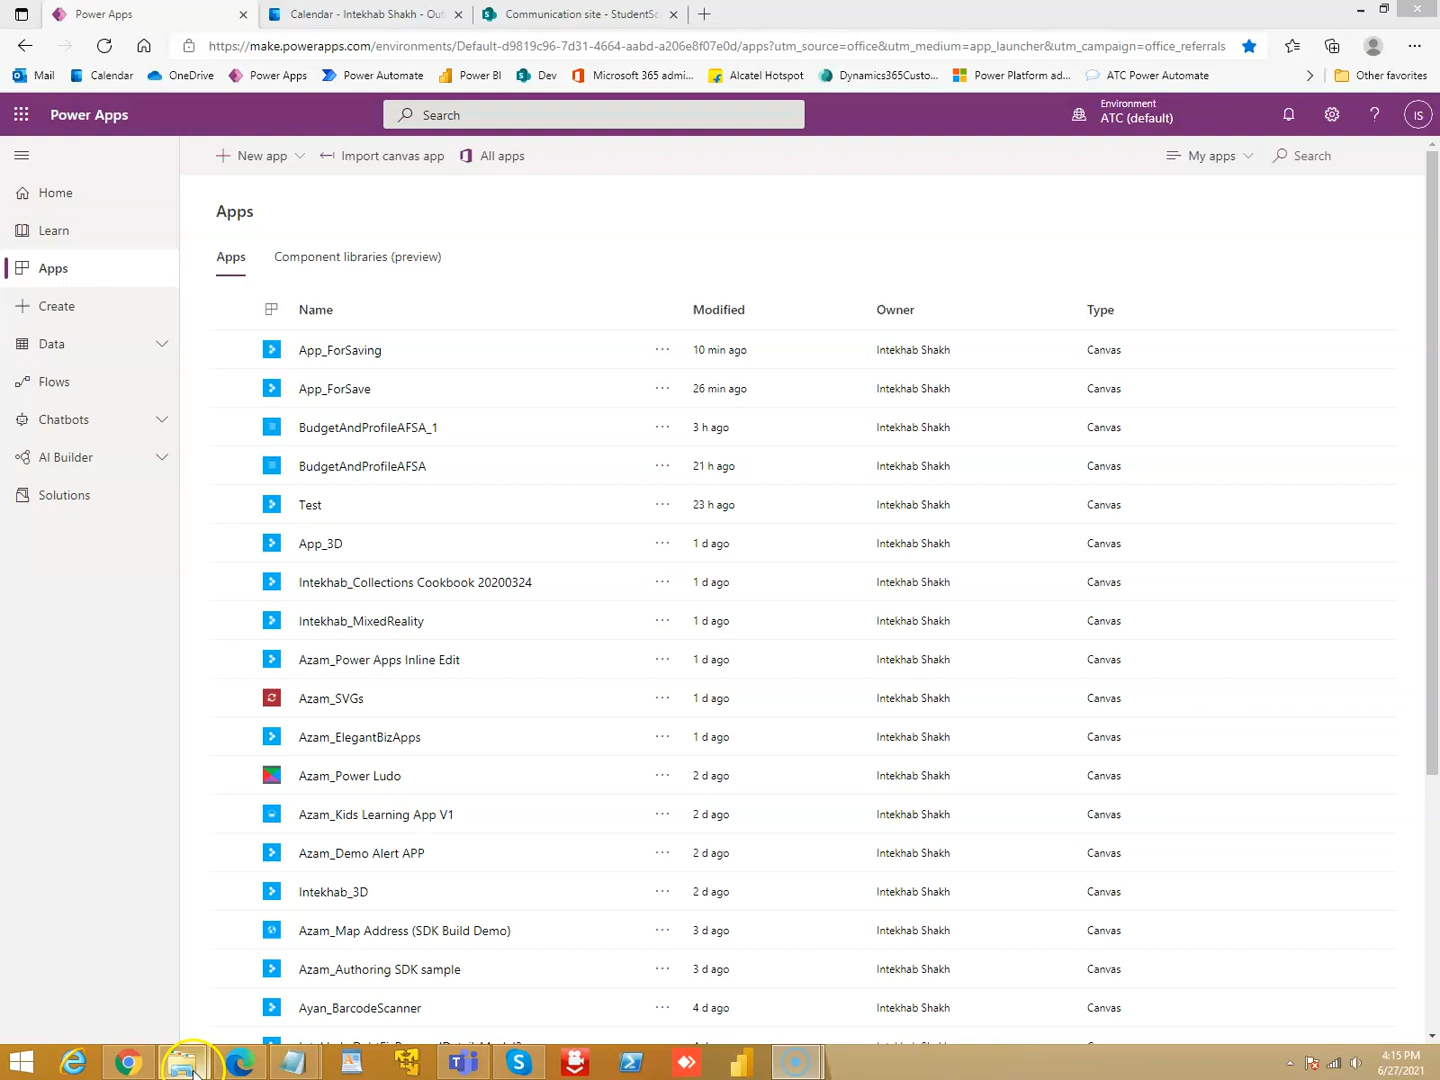 Power Apps
Calendar - Intekhab Shakh - Out
Communication site - StudentSc
https://make.powerapps.com/environments/Default-d9819c96-7d31-4664-aabd-a206e8f07e0d/apps?utm_source=office&utm_medium=app_launcher&utm_campaign=office_referrals
Mail Calendar OneDrive Power Apps Power Automate Power BI Dev Microsoft 365 admi... Alcatel Hotspot Dynamics365Custo... Power Platform ad... ATC Power Automate Other favorites
Power Apps
Search
Environment
ATC (default)
IS
New app Import canvas app All apps My apps Search
Home
Learn
Apps
Create
Data
Flows
Chatbots
AI Builder
Solutions
Apps
Apps Component libraries (preview)
Name Modified Owner Type
App_ForSaving ... 10 min ago Intekhab Shakh Canvas
App_ForSave ... 26 min ago Intekhab Shakh Canvas
BudgetAndProfileAFSA_1 ... 3 h ago Intekhab Shakh Canvas
BudgetAndProfileAFSA ... 21 h ago Intekhab Shakh Canvas
Test ... 23 h ago Intekhab Shakh Canvas
App_3D ... 1 d ago Intekhab Shakh Canvas
Intekhab_Collections Cookbook 20200324 ... 1 d ago Intekhab Shakh Canvas
Intekhab_MixedReality ... 1 d ago Intekhab Shakh Canvas
Azam_Power Apps Inline Edit ... 1 d ago Intekhab Shakh Canvas
Azam_SVGs ... 1 d ago Intekhab Shakh Canvas
Azam_ElegantBizApps ... 1 d ago Intekhab Shakh Canvas
Azam_Power Ludo ... 2 d ago Intekhab Shakh Canvas
Azam_Kids Learning App V1 ... 2 d ago Intekhab Shakh Canvas
Azam_Demo Alert APP ... 2 d ago Intekhab Shakh Canvas
Intekhab_3D ... 2 d ago Intekhab Shakh Canvas
Azam_Map Address (SDK Build Demo) ... 3 d ago Intekhab Shakh Canvas
Azam_Authoring SDK sample ... 3 d ago Intekhab Shakh Canvas
Ayan_BarcodeScanner ... 4 d ago Intekhab Shakh Canvas
4:15 PM
6/27/2021